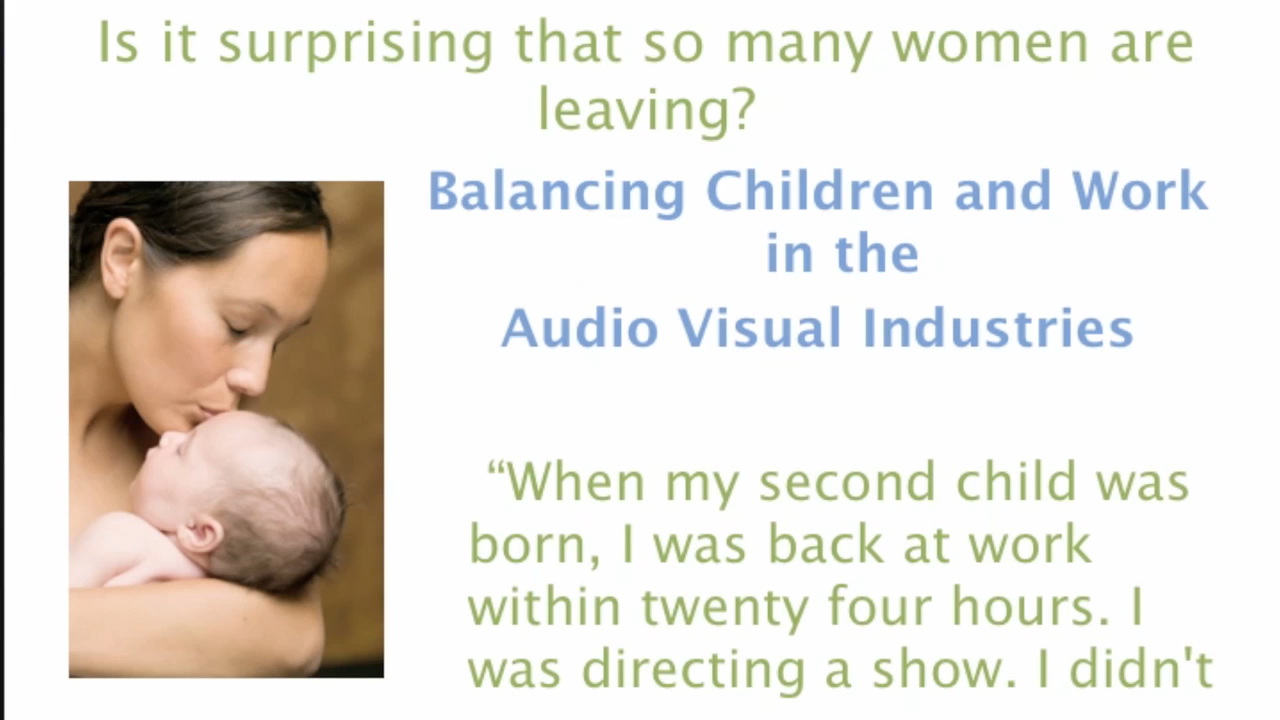 Is it surprising that so many women are
leaving?
Balancing Children and Work
in the
Audio Visual Industries
“When my second child was
born, I was back at work
within twenty four hours. I
was directing a show. I didn't